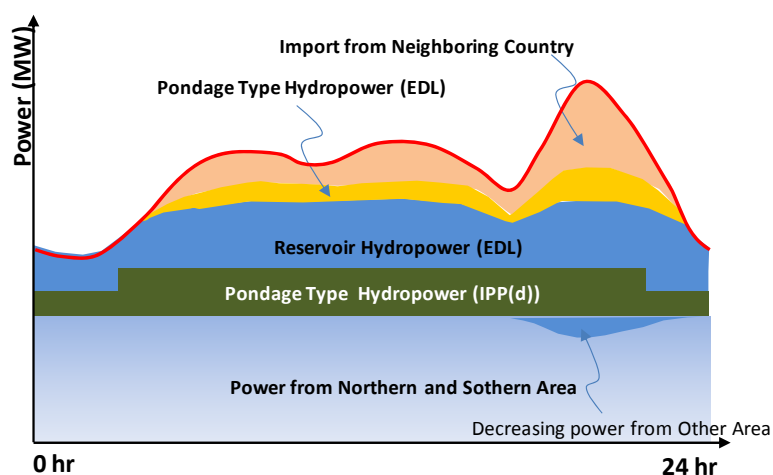 Import from Neighboring Country
Pondage Type Hydropower (EDL)
Power (MW)
Reservoir Hydropower (EDL)
Pondage Type Hydropower (IPP(d))
Power from Northern and Sothern Area
Decreasing power from Other Area
0 hr
24 hr